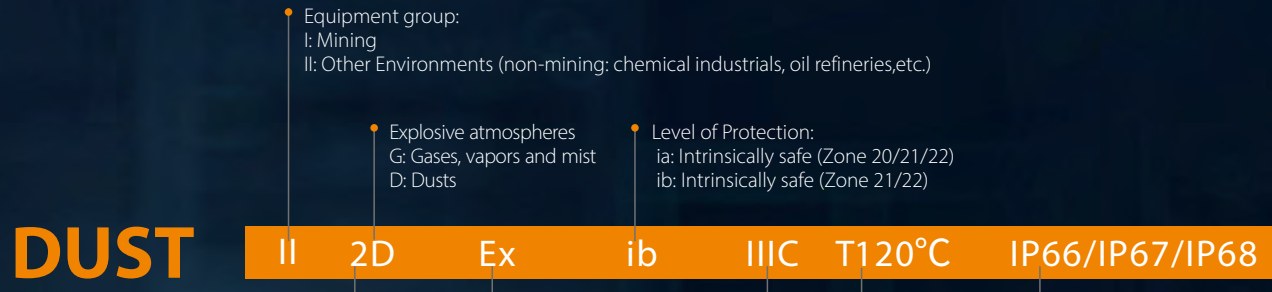 Equipment group:
I: Mining
II: Other Environments (non-mining: chemical industrials, oil refineries,etc.)
Explosive atmospheres
G: Gases, vapors and mist
D: Dusts
Level of Protection:
ia: Intrinsically safe (Zone 20/21/22)
ib: Intrinsically safe (Zone 21/22)
DUST II 2D Ex ib IIIC T120°C IP66/IP67/IP68